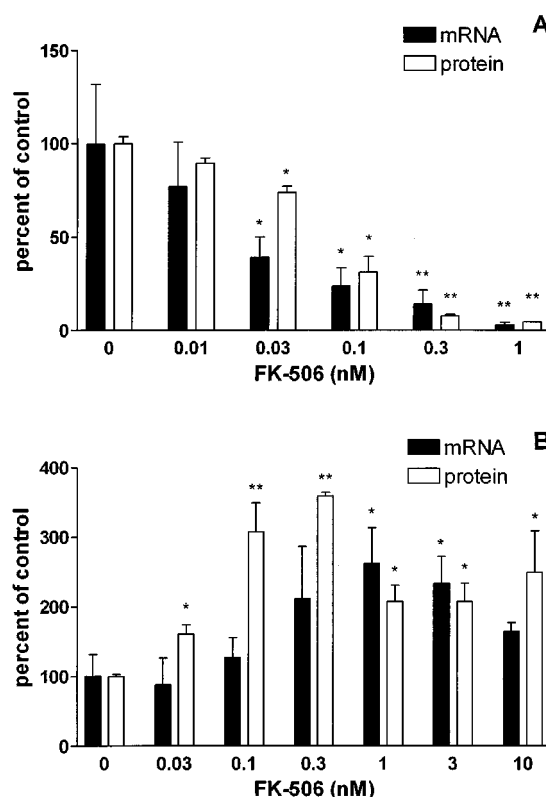 A
mRNA
protein
percent of control
150
100
50
0
* * * * ** ** ** **
0 0.01 0.03 0.1 0.3 1
FK-506 (nM)
B
mRNA
protein
percent of control
400
300
200
100
0
* ** ** * * * * *
0 0.03 0.1 0.3 1 3 10
FK-506 (nM)